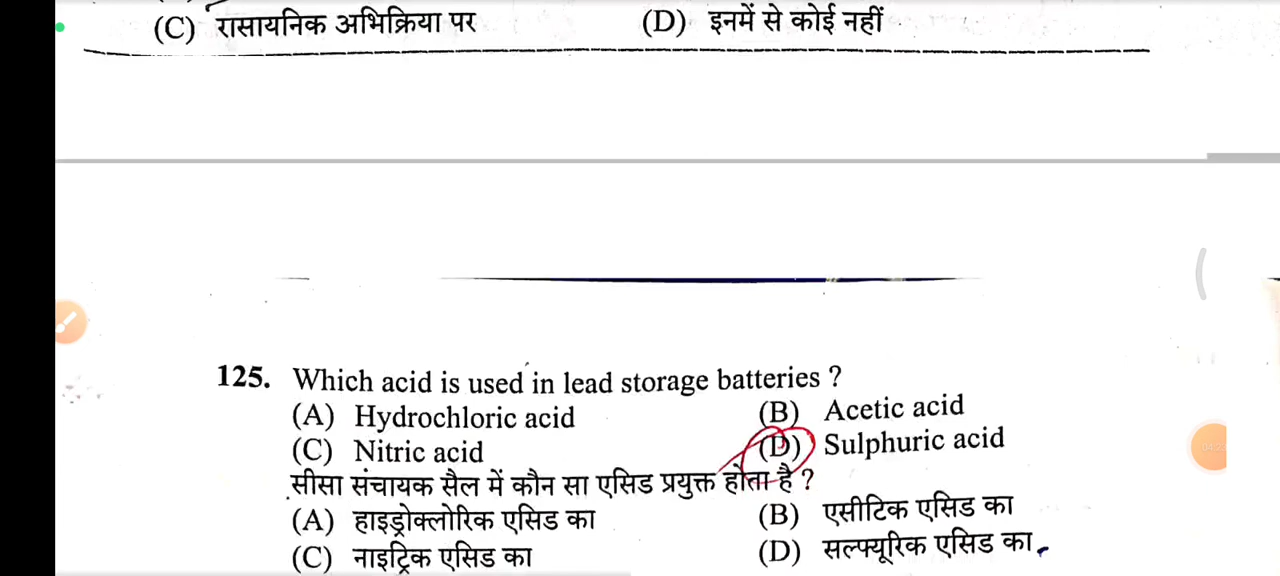 (C) रासायनिक अभिक्रिया पर (D) इनमें से कोई नहीं
125. Which acid is used in lead storage batteries ?
(A) Hydrochloric acid (B) Acetic acid
(C) Nitric acid (D) Sulphuric acid
सीसा संचायक सैल में कौन सा एसिड प्रयुक्त होता है ?
(A) हाइड्रोक्लोरिक एसिड का (B) एसीटिक एसिड का
(C) नाइट्रिक एसिड का (D) सल्फ्यूरिक एसिड का